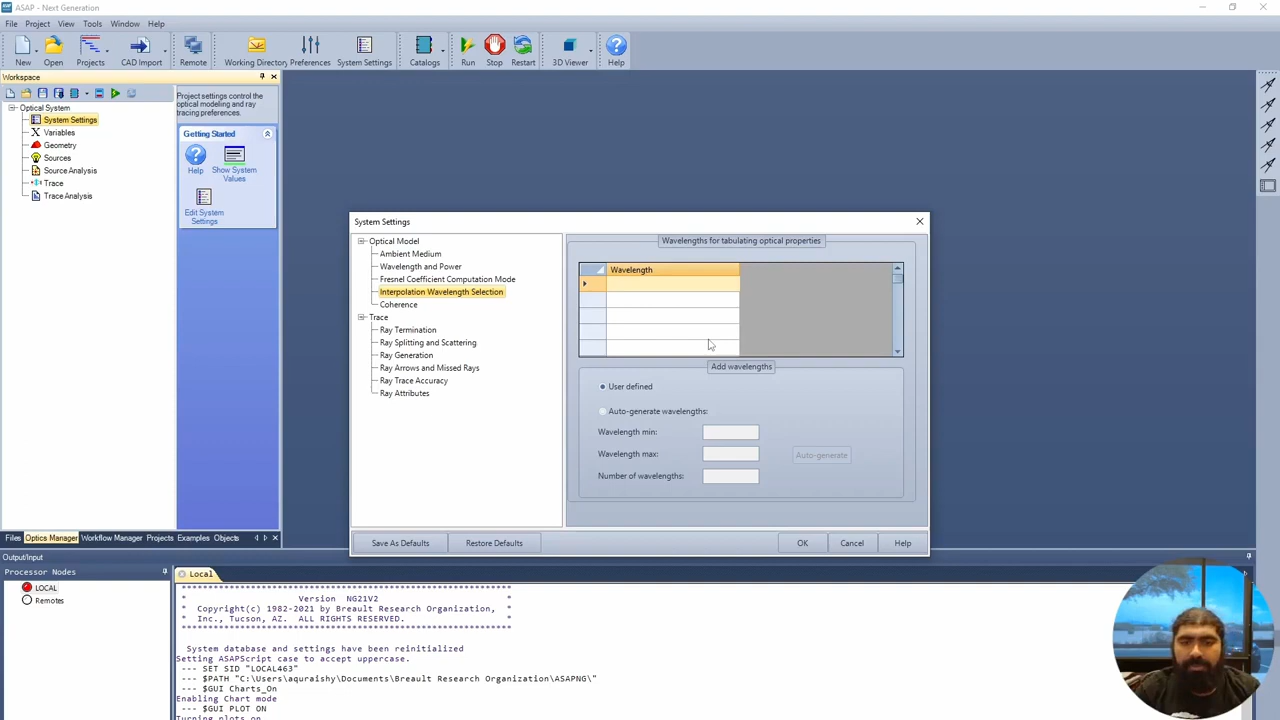 ASAP - Next Generation
File Project View Tools Window Help
New Open Projects CAD Import Remote Working Directory Preferences System Settings Catalogs Run Stop Restart 3D Viewer Help
Workspace
Optical System
System Settings
Variables
Geometry
Sources
Source Analysis
Trace
Trace Analysis
Project settings control the
optical modeling and ray
tracing preferences.
Getting Started
Help
Show System
Values
Edit System
Settings
System Settings
Optical Model
Ambient Medium
Wavelength and Power
Fresnel Coefficient Computation Mode
Interpolation Wavelength Selection
Coherence
Trace
Ray Termination
Ray Splitting and Scattering
Ray Generation
Ray Arrows and Missed Rays
Ray Trace Accuracy
Ray Attributes
Wavelengths for tabulating optical properties
Wavelength
Add wavelengths
User defined
Auto-generate wavelengths:
Wavelength min:
Wavelength max:
Auto-generate
Number of wavelengths:
Save As Defaults Restore Defaults OK Cancel Help
Files Optics Manager Workflow Manager Projects Examples Objects
Output/Input
Processor Nodes
LOCAL
Remotes
Local
****************************************************
* Version NG21V2 *
* Copyright(c) 1982-2021 by Breault Research Organization, *
* Inc., Tucson, AZ. ALL RIGHTS RESERVED. *
****************************************************
System database and settings have been reinitialized
Setting ASAPScript case to accept uppercase.
--- SET SID "LOCAL463"
--- $PATH "C:\Users\aquraishy\Documents\Breault Research Organization\ASAPNG\"
--- $GUI Charts_On
Enabling Chart mode
--- $GUI PLOT ON
Turning plots on